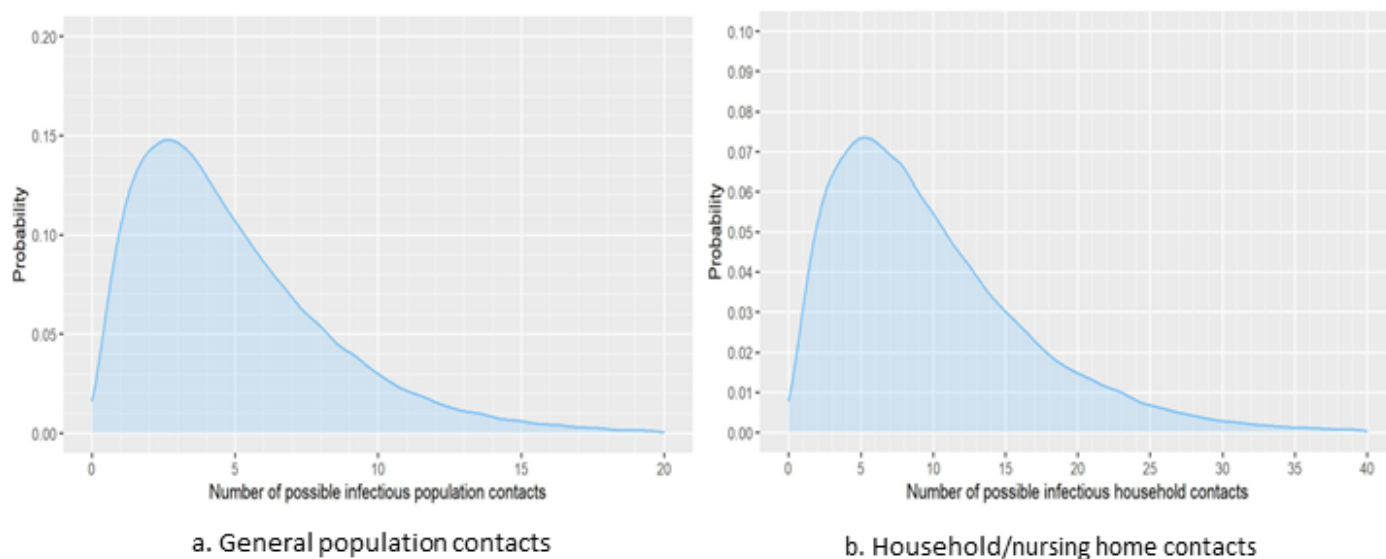 0.20
0.15
0.10
0.05
0.00
Probability
0 5 10 15 20
Number of possible infectious population contacts
a. General population contacts
0.10
0.09
0.08
0.07
0.06
0.05
0.04
0.03
0.02
0.01
0.00
Probability
0 5 10 15 20 25 30 35 40
Number of possible infectious household contacts
b. Household/nursing home contacts